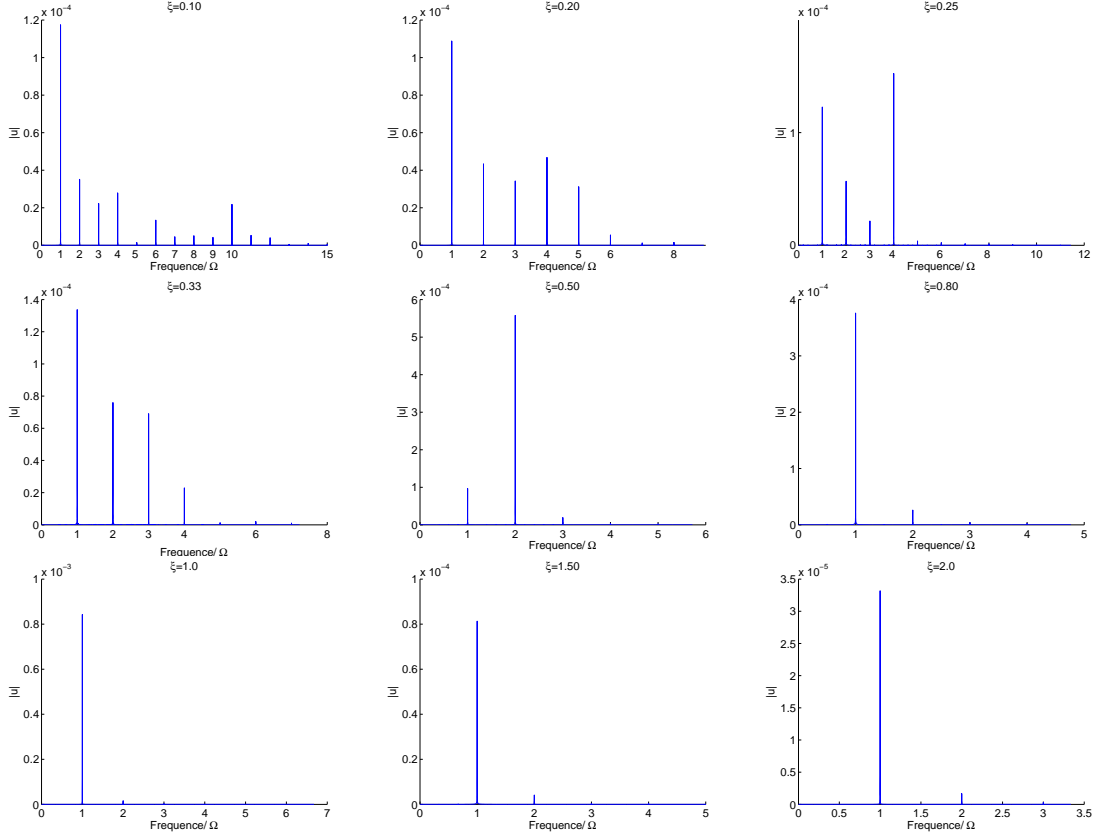 ξ=0.10
x 10⁻⁴
1.2
1
0.8
0.6
0.4
0.2
0
|u|
0 1 2 3 4 5 6 7 8 9 10 15
Frequence/ Ω
ξ=0.20
x 10⁻⁴
1.2
1
0.8
0.6
0.4
0.2
0
|u|
0 1 2 3 4 5 6 8
Frequence/ Ω
ξ=0.25
x 10⁻⁴
1
0
|u|
0 1 2 3 4 6 8 10 12
Frequence/ Ω
ξ=0.33
x 10⁻⁴
1.4
1.2
1
0.8
0.6
0.4
0.2
0
|u|
0 1 2 3 4 6 8
Frequence/ Ω
ξ=0.50
x 10⁻⁴
6
5
4
3
2
1
0
|u|
0 1 2 3 4 5 6
Frequence/ Ω
ξ=0.80
x 10⁻⁴
4
3
2
1
0
|u|
0 1 2 3 4 5
Frequence/ Ω
ξ=1.0
x 10⁻³
1
0.8
0.6
0.4
0.2
0
|u|
0 1 2 3 4 5 6 7
Frequence/ Ω
ξ=1.50
x 10⁻⁴
1
0.8
0.6
0.4
0.2
0
|u|
0 1 2 3 4 5
Frequence/ Ω
ξ=2.0
x 10⁻⁵
3.5
3
2.5
2
1.5
1
0.5
0
|u|
0 0.5 1 1.5 2 2.5 3 3.5
Frequence/ Ω